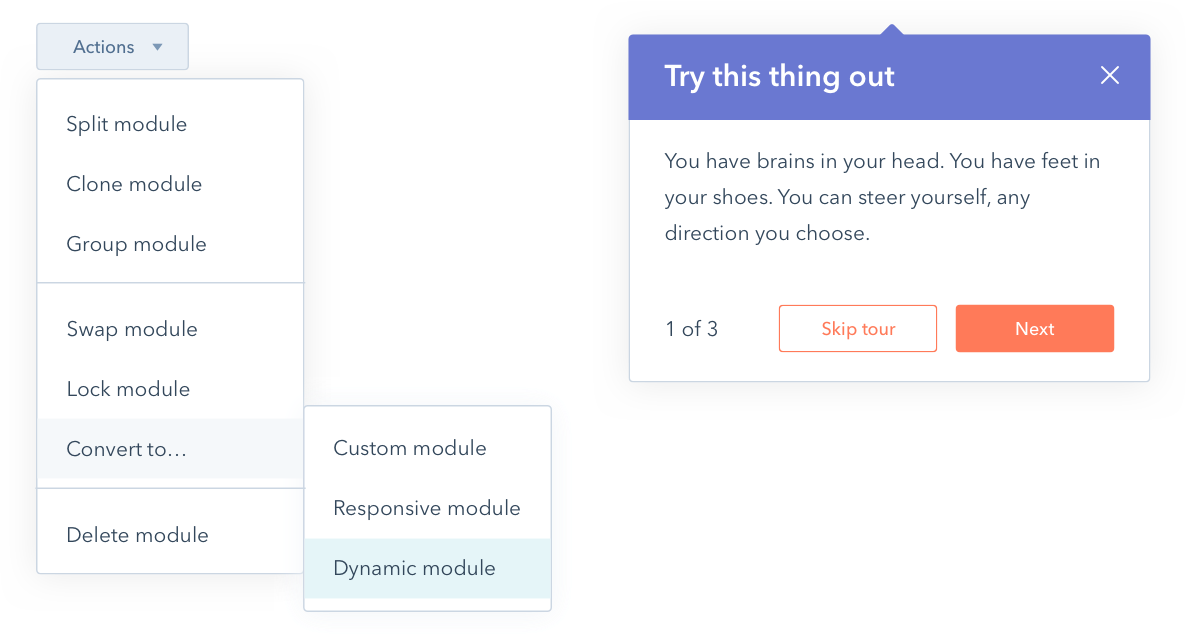 Actions
Split module
Clone module
Group module
Swap module
Lock module
Convert to…
Delete module
Custom module
Responsive module
Dynamic module
Try this thing out
You have brains in your head. You have feet in
your shoes. You can steer yourself, any
direction you choose.
1 of 3
Skip tour
Next